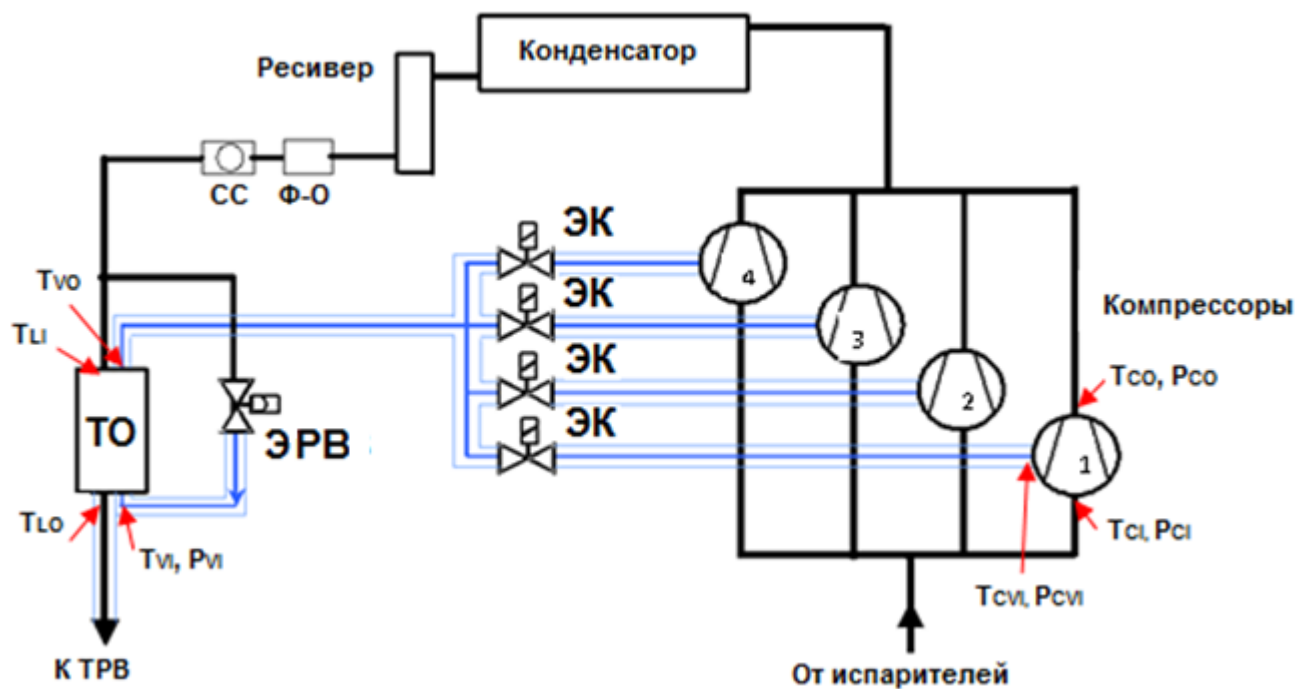 Конденсатор
Ресивер
СС
Ф-О
ЭК
4
TVO
ЭК
3
Компрессоры
TLI
ЭК
2
TCO, PCO
ТО
ЭРВ
ЭК
1
TLO
TVI, PVI
TCI, PCI
TCVI, PCVI
К ТРВ
От испарителей